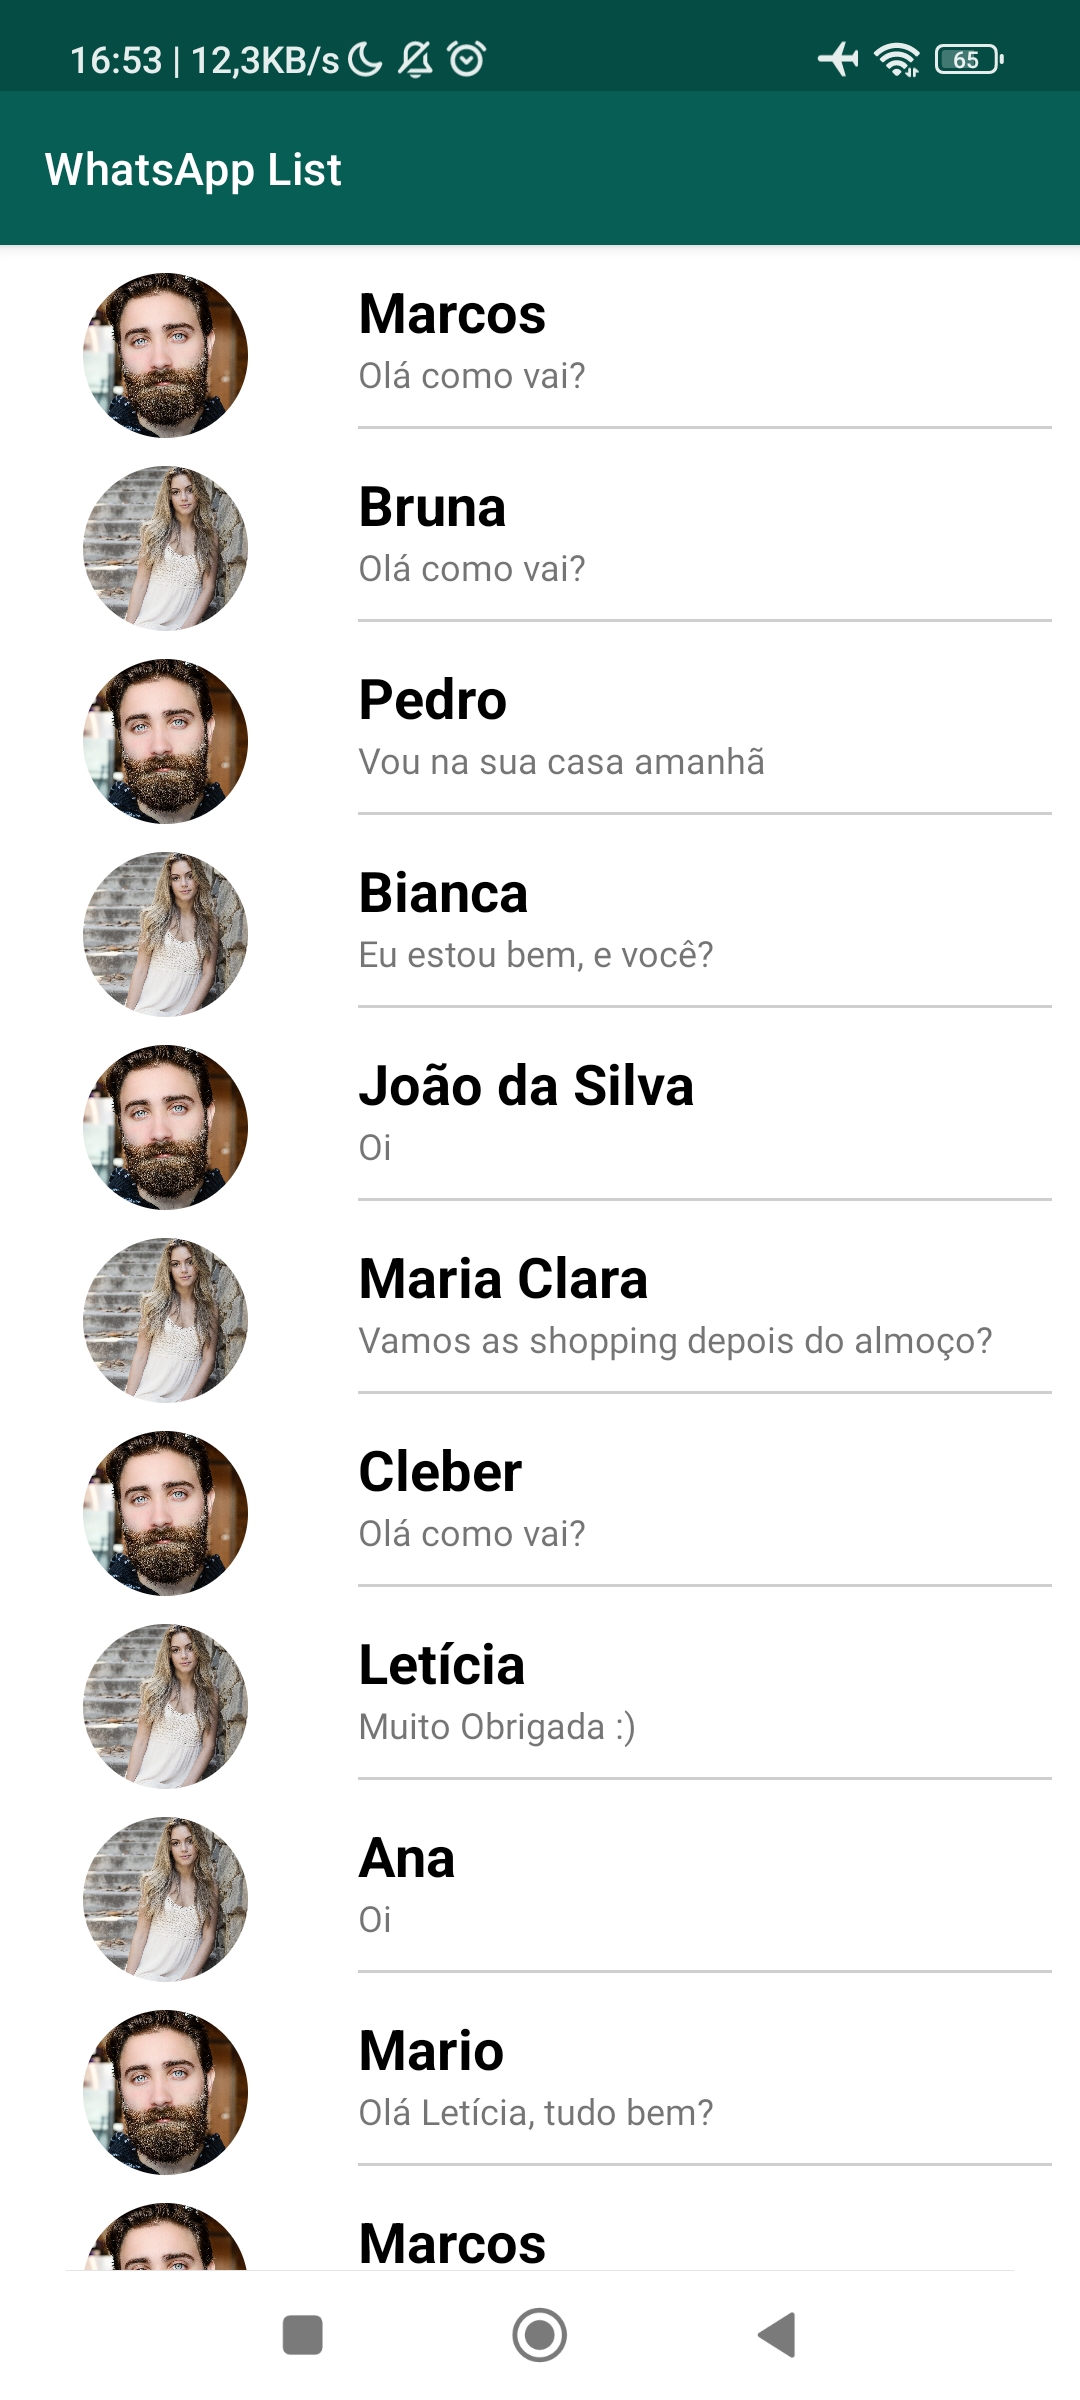 16:53 | 12,3KB/s
65
WhatsApp List
Marcos
Olá como vai?
Bruna
Olá como vai?
Pedro
Vou na sua casa amanhã
Bianca
Eu estou bem, e você?
João da Silva
Oi
Maria Clara
Vamos as shopping depois do almoço?
Cleber
Olá como vai?
Letícia
Muito Obrigada :)
Ana
Oi
Mario
Olá Letícia, tudo bem?
Marcos